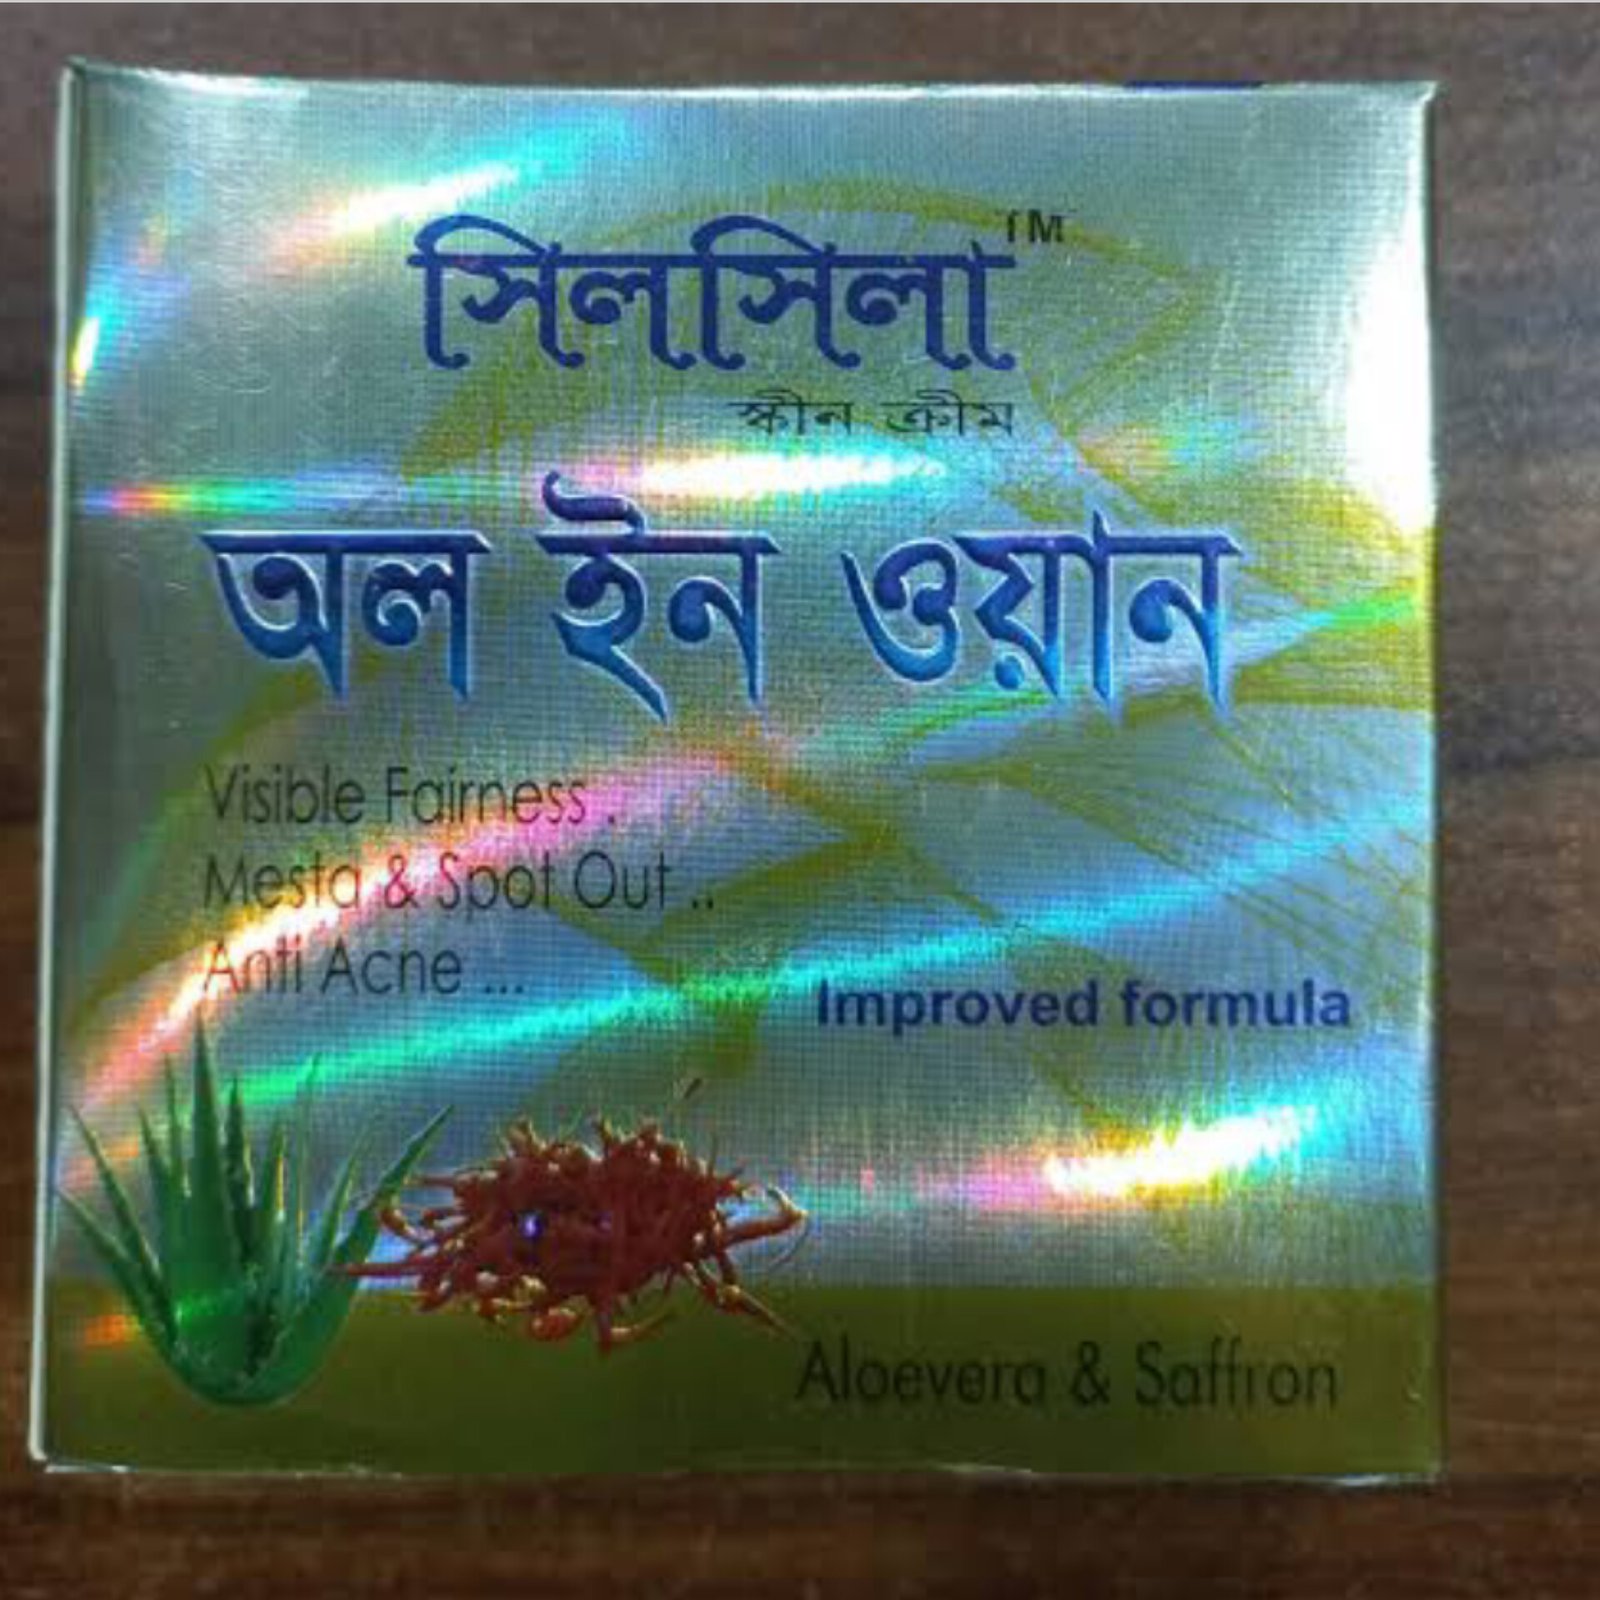 সিলসিলা™
স্কীন ক্রীম
অল ইন ওয়ান
Visible Fairness .
Mesta & Spot Out ..
Anti Acne ...
Improved formula
Aloevera & Saffron